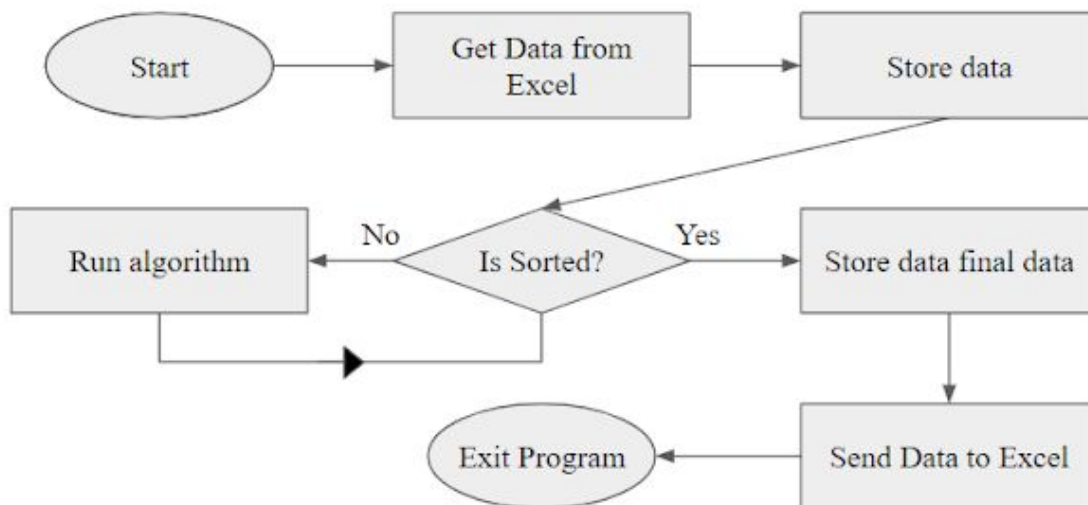 Start
Get Data from
Excel
Store data
No
Yes
Run algorithm
Is Sorted?
Store data final data
Exit Program
Send Data to Excel